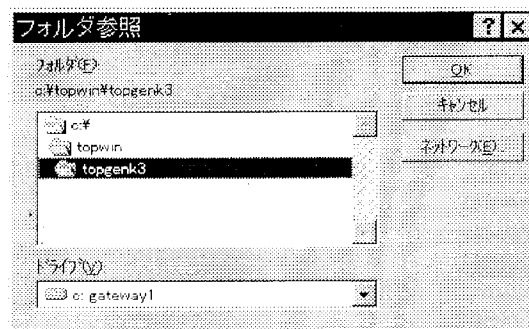 フォルダ参照
フォルダ(F):
c:¥topwin¥topgenk3
OK
キャンセル
ネットワーク(E)...
c:¥
topwin
topgenk3
ドライブ(V):
c: gateway1